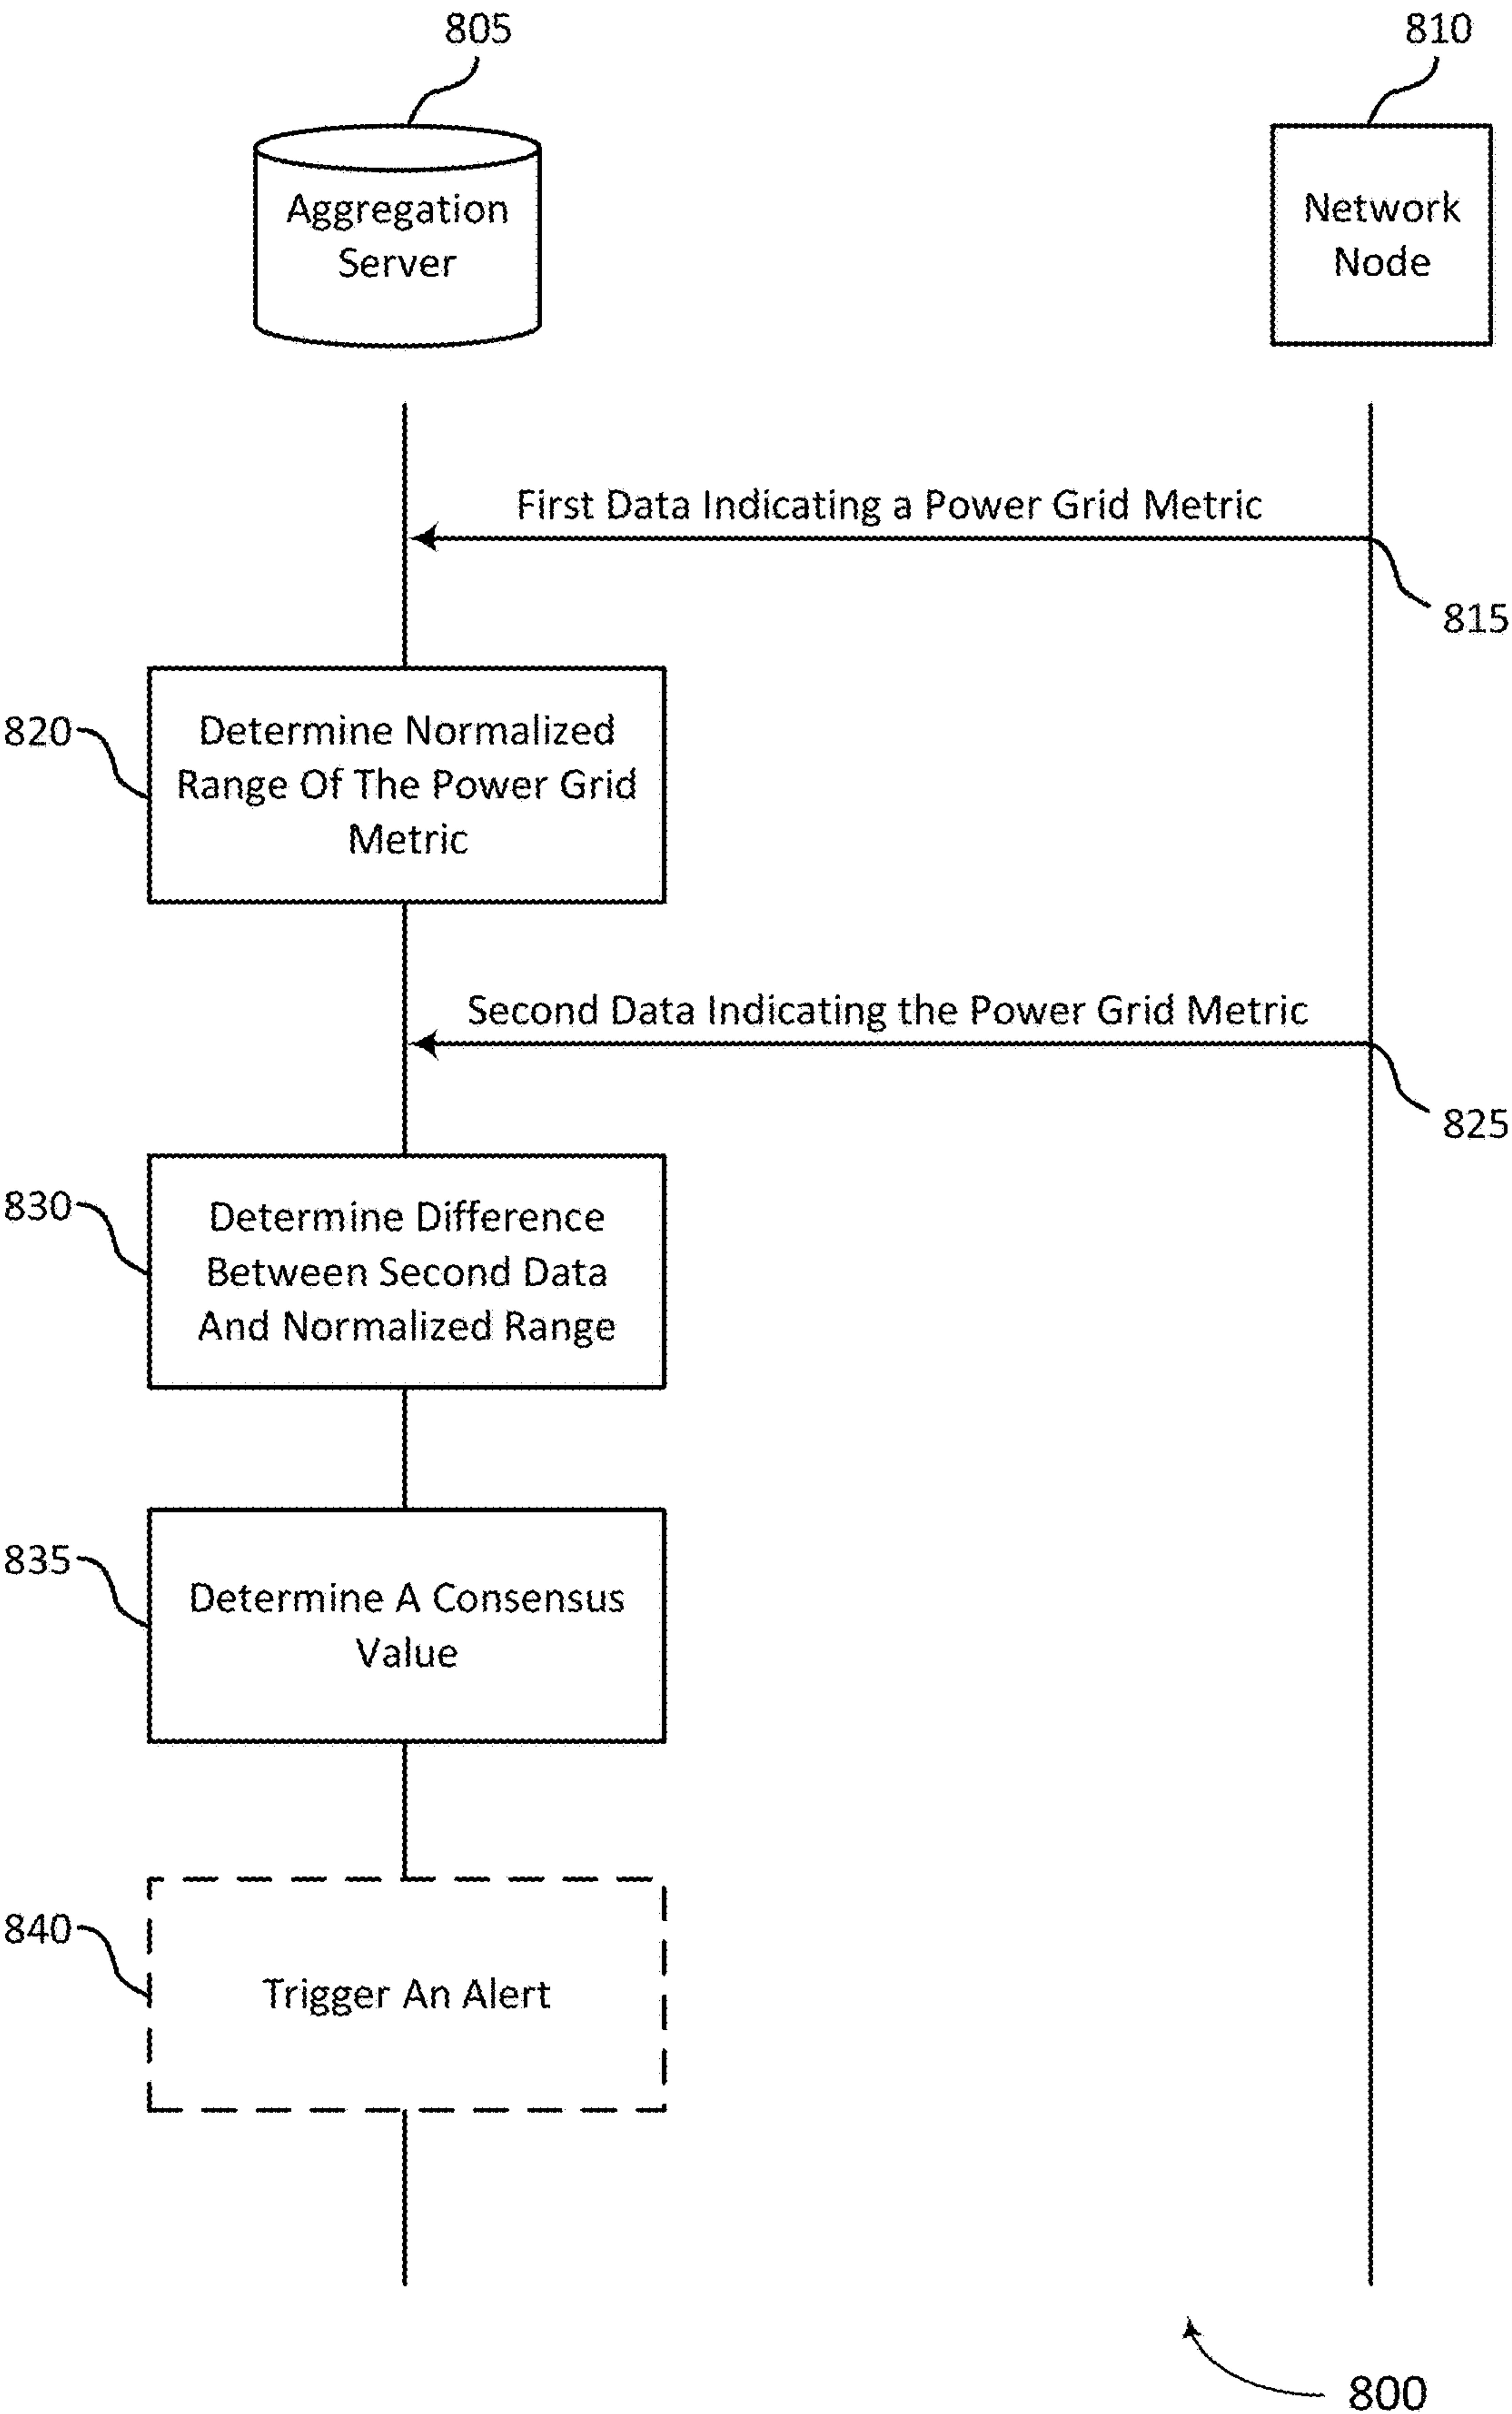 805
810
Aggregation
Server
Network
Node
First Data Indicating a Power Grid Metric
815
820
Determine Normalized
Range Of The Power Grid
Metric
Second Data Indicating the Power Grid Metric
825
830
Determine Difference
Between Second Data
And Normalized Range
835
Determine A Consensus
Value
840
Trigger An Alert
800